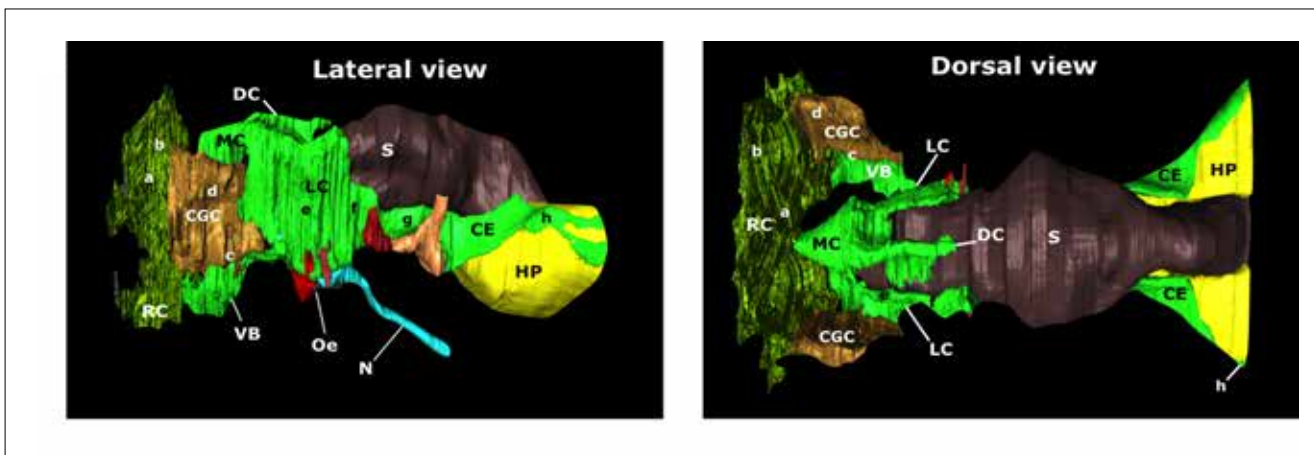 Lateral view
DC
MC
S
b
a
d
LC
CGC
e
f
g
h
c
CE
HP
RC
VB
Oe
N
Dorsal view
d
CGC
b
c
LC
VB
CE
HP
a
RC
MC
DC
S
CE
CGC
LC
h